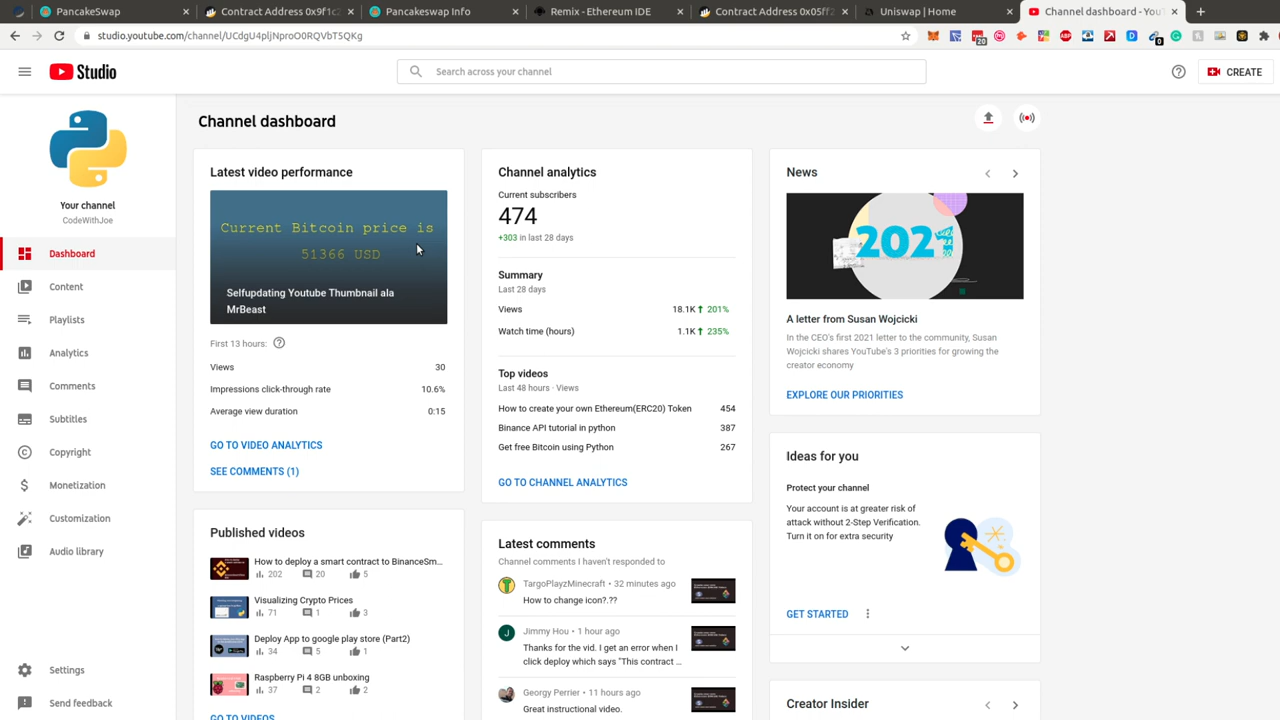 PancakeSwap
Contract Address 0x9f1c2
Pancakeswap Info
Remix - Ethereum IDE
Contract Address 0x05ff2
Uniswap | Home
Channel dashboard - YouT
studio.youtube.com/channel/UCdgU4pljNproO0RQVbTSQKg
20
ABP
0
Studio
Search across your channel
CREATE
Your channel
CodeWithJoe
Dashboard
Content
Playlists
Analytics
Comments
Subtitles
Copyright
Monetization
Customization
Audio library
Settings
Send feedback
Channel dashboard
Latest video performance
Current Bitcoin price is
51366 USD
Selfupdating Youtube Thumbnail ala
MrBeast
First 13 hours:
Views 30
Impressions click-through rate 10.6%
Average view duration 0:15
GO TO VIDEO ANALYTICS
SEE COMMENTS (1)
Published videos
How to deploy a smart contract to BinanceSm...
202 20 5
Visualizing Crypto Prices
71 1 3
Deploy App to google play store (Part2)
34 5 1
Raspberry Pi 4 8GB unboxing
37 2 2
GO TO VIDEOS
Channel analytics
Current subscribers
474
+303 in last 28 days
Summary
Last 28 days
Views 18.1K 201%
Watch time (hours) 1.1K 235%
Top videos
Last 48 hours · Views
How to create your own Ethereum(ERC20) Token 454
Binance API tutorial in python 387
Get free Bitcoin using Python 267
GO TO CHANNEL ANALYTICS
Latest comments
Channel comments I haven't responded to
TargoPlayzMinecraft • 32 minutes ago
How to change icon?.??
Jimmy Hou • 1 hour ago
Thanks for the vid. I get an error when I
click deploy which says "This contract ...
Georgy Perrier • 11 hours ago
Great instructional video.
News
202
A letter from Susan Wojcicki
In the CEO's first 2021 letter to the community, Susan
Wojcicki shares YouTube's 3 priorities for growing the
creator economy
EXPLORE OUR PRIORITIES
Ideas for you
Protect your channel
Your account is at greater risk of
attack without 2-Step Verification.
Turn it on for extra security
GET STARTED
Creator Insider